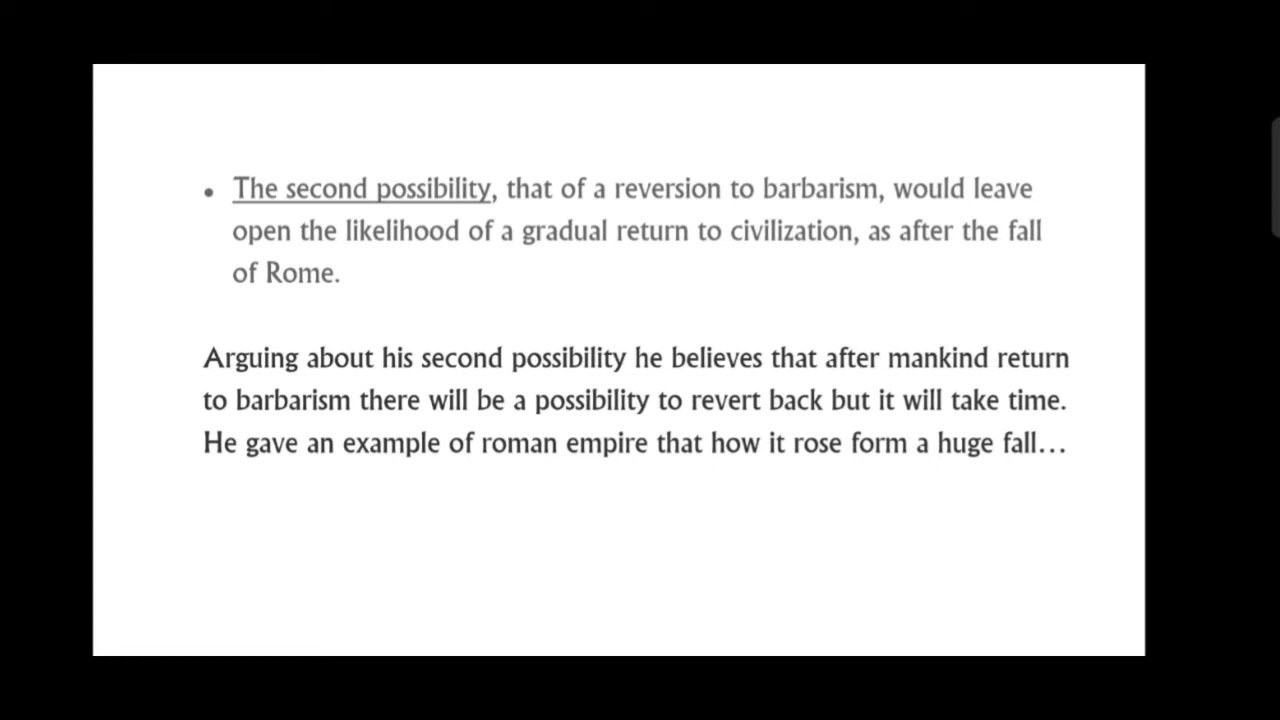 • The second possibility, that of a reversion to barbarism, would leave
open the likelihood of a gradual return to civilization, as after the fall
of Rome.
Arguing about his second possibility he believes that after mankind return
to barbarism there will be a possibility to revert back but it will take time.
He gave an example of roman empire that how it rose form a huge fall...